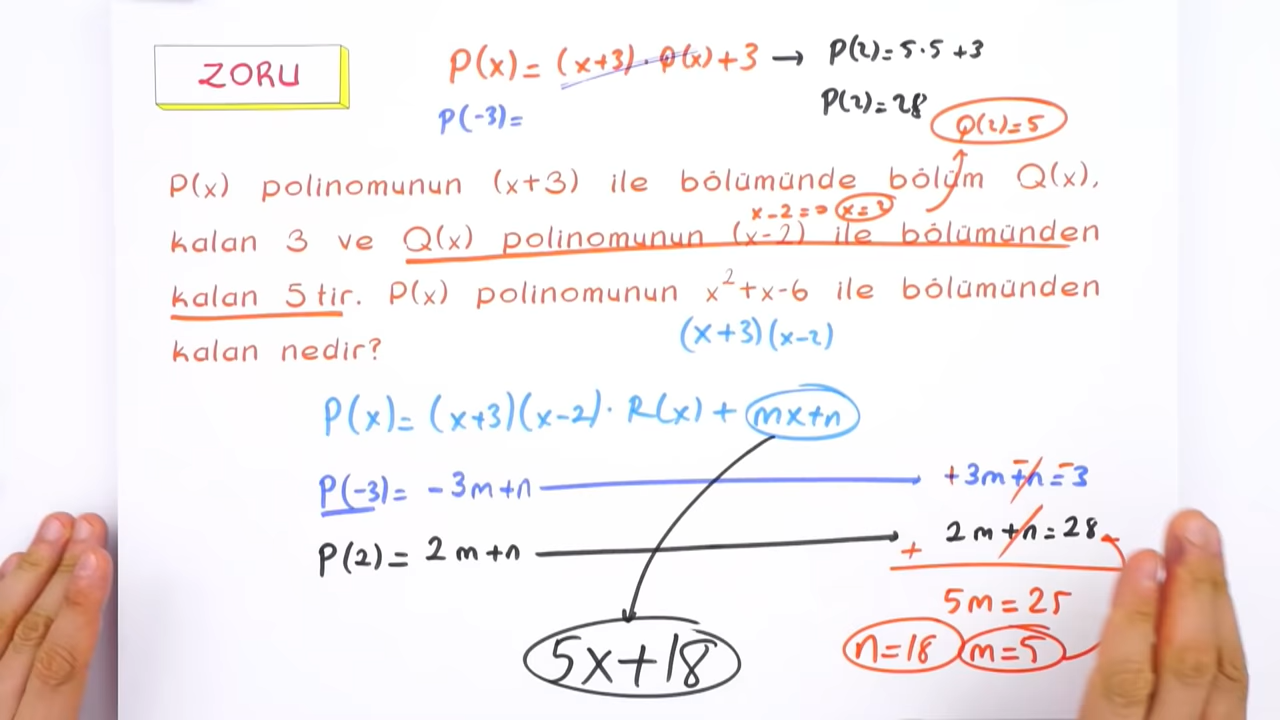 ZORU
P(x) = (x+3) · Q(x) + 3 → P(2) = 5·5 + 3
P(-3) =
P(2) = 28
Q(2) = 5
P(x) polinomunun (x+3) ile bölümünde bölüm Q(x),
x-2=0 x=2
kalan 3 ve Q(x) polinomunun (x-2) ile bölümünden
kalan 5 tir. P(x) polinomunun x²+x-6 ile bölümünden
(x+3)(x-2)
kalan nedir?
P(x) = (x+3)(x-2) · R(x) + mx+n
P(-3) = -3m+n
+3m+n=-3
P(2) = 2m+n
2m+n=28
+
5m=25
n=18 m=5
5x+18